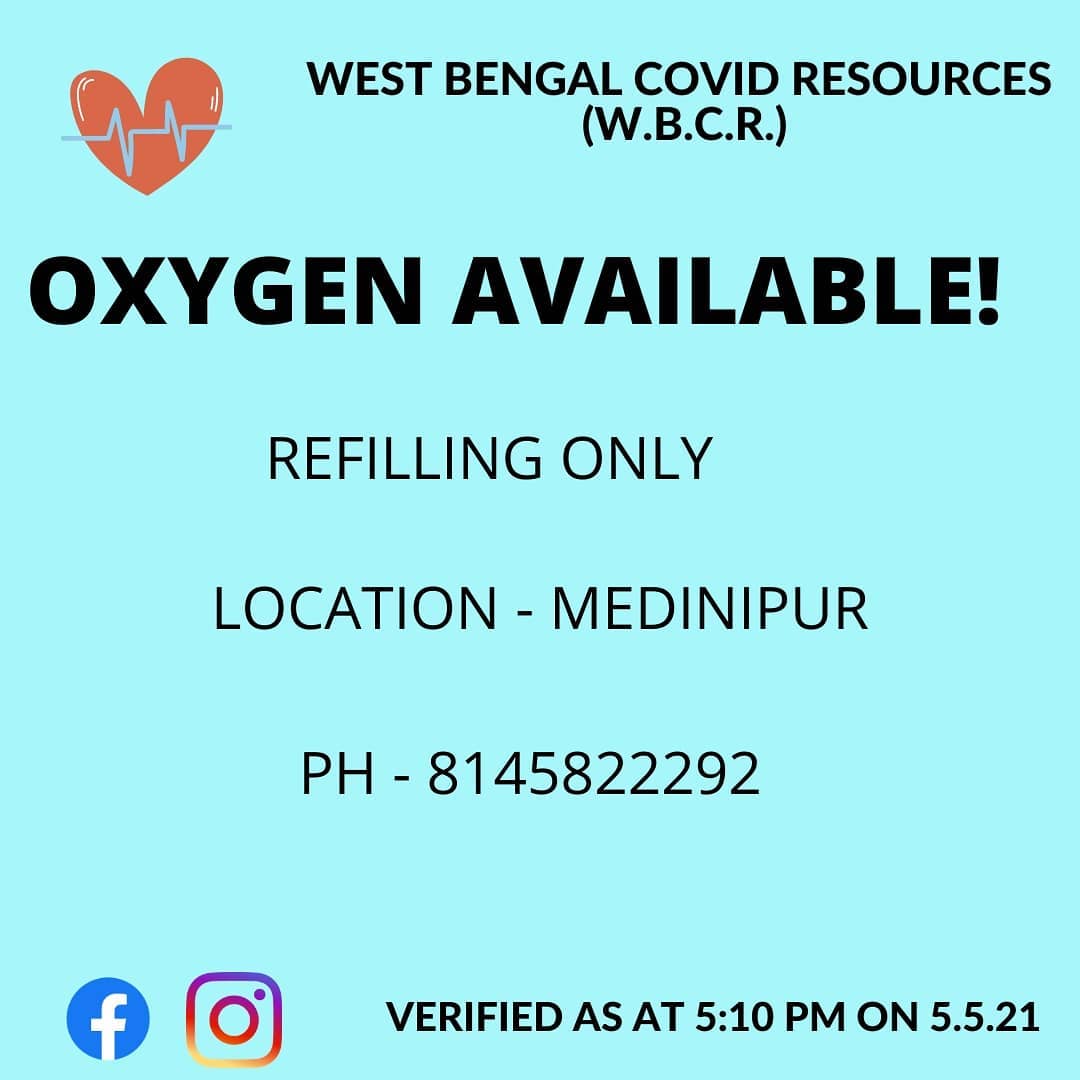 WEST BENGAL COVID RESOURCES
(W.B.C.R.)
OXYGEN AVAILABLE!
REFILLING ONLY
LOCATION - MEDINIPUR
PH - 8145822292
VERIFIED AS AT 5:10 PM ON 5.5.21